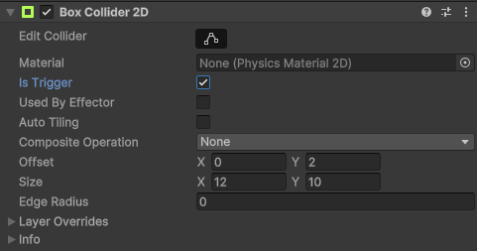 Box Collider 2D
Edit Collider
Material None (Physics Material 2D)
Is Trigger
Used By Effector
Auto Tiling
Composite Operation None
Offset X 0 Y 2
Size X 12 Y 10
Edge Radius 0
Layer Overrides
Info